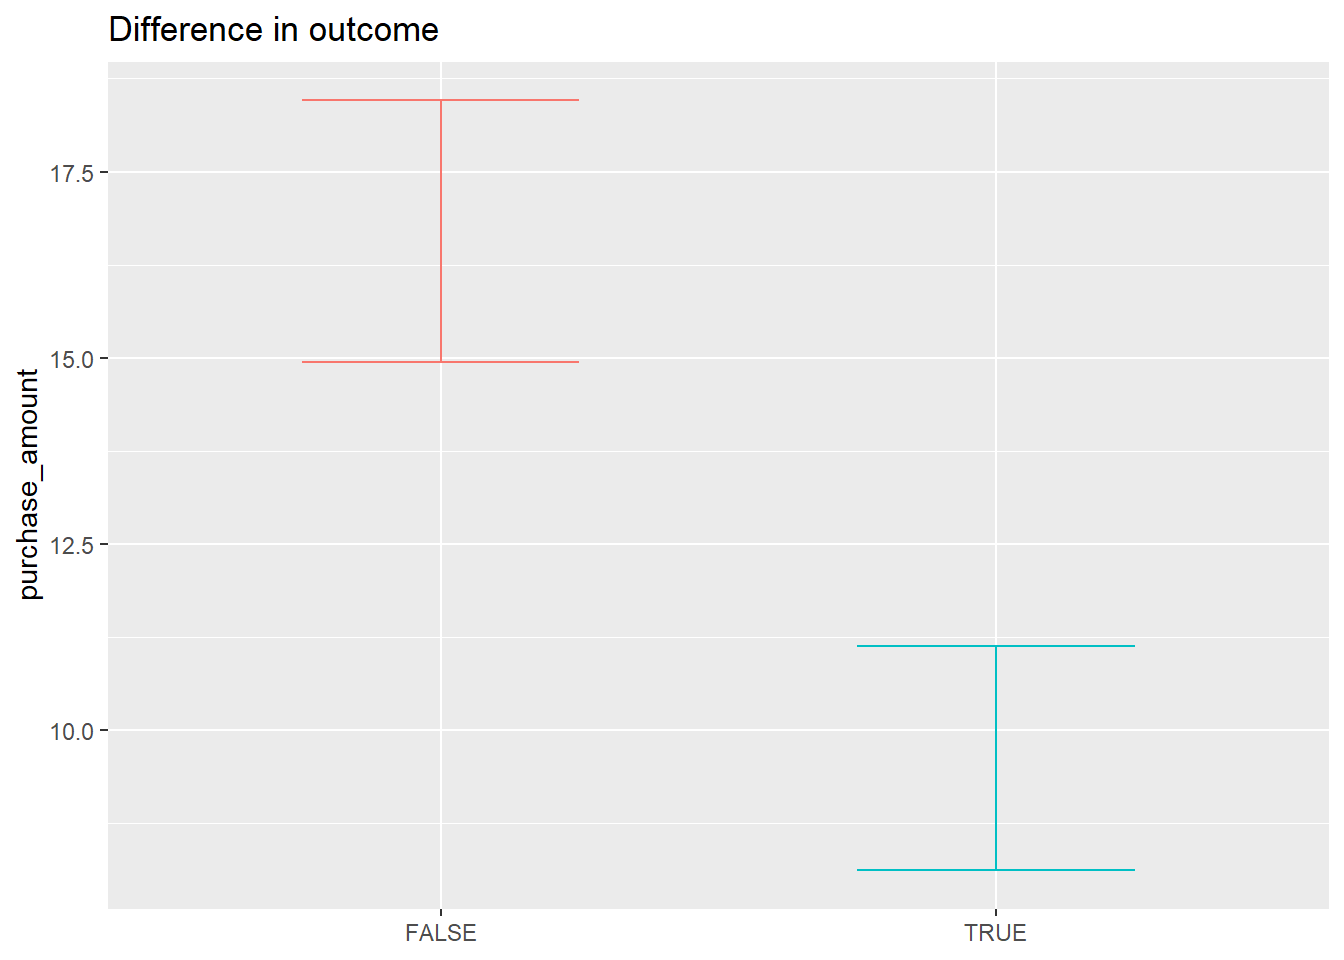 Difference in outcome
purchase_amount
17.5
15.0
12.5
10.0
FALSE
TRUE